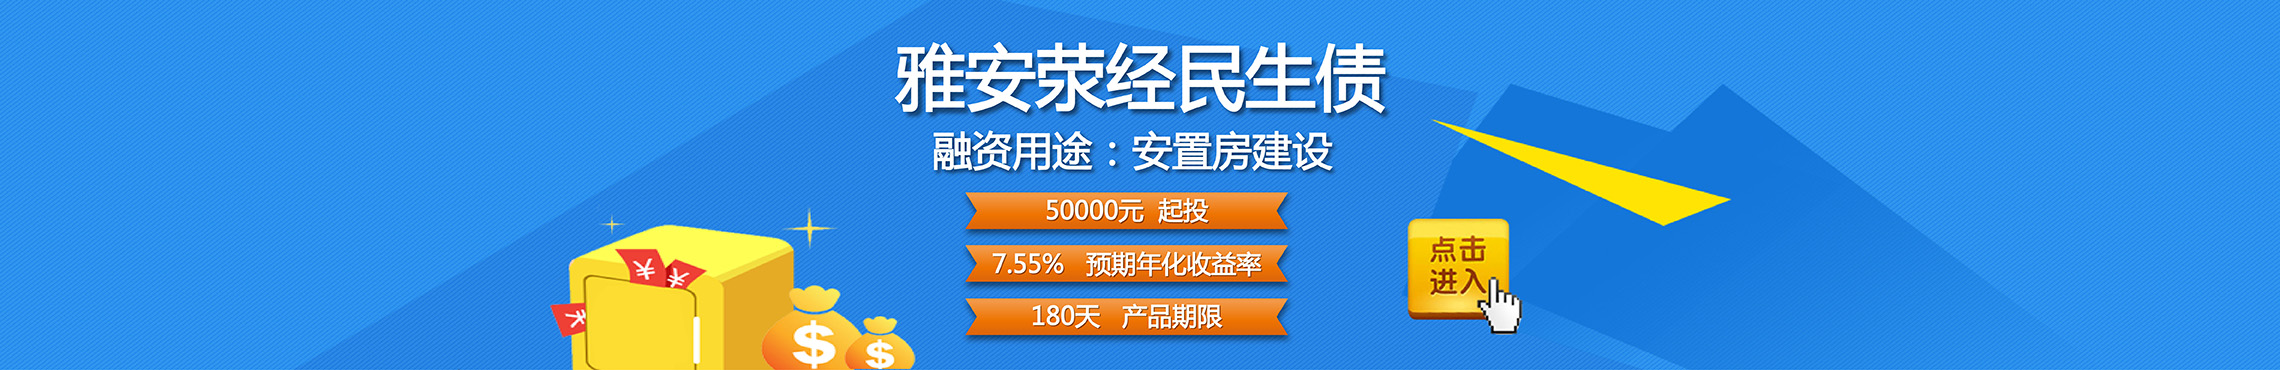 雅安荥经民生债
融资用途：安置房建设
50000元 起投
7.55% 预期年化收益率
180天 产品期限
点击
进入
$
$